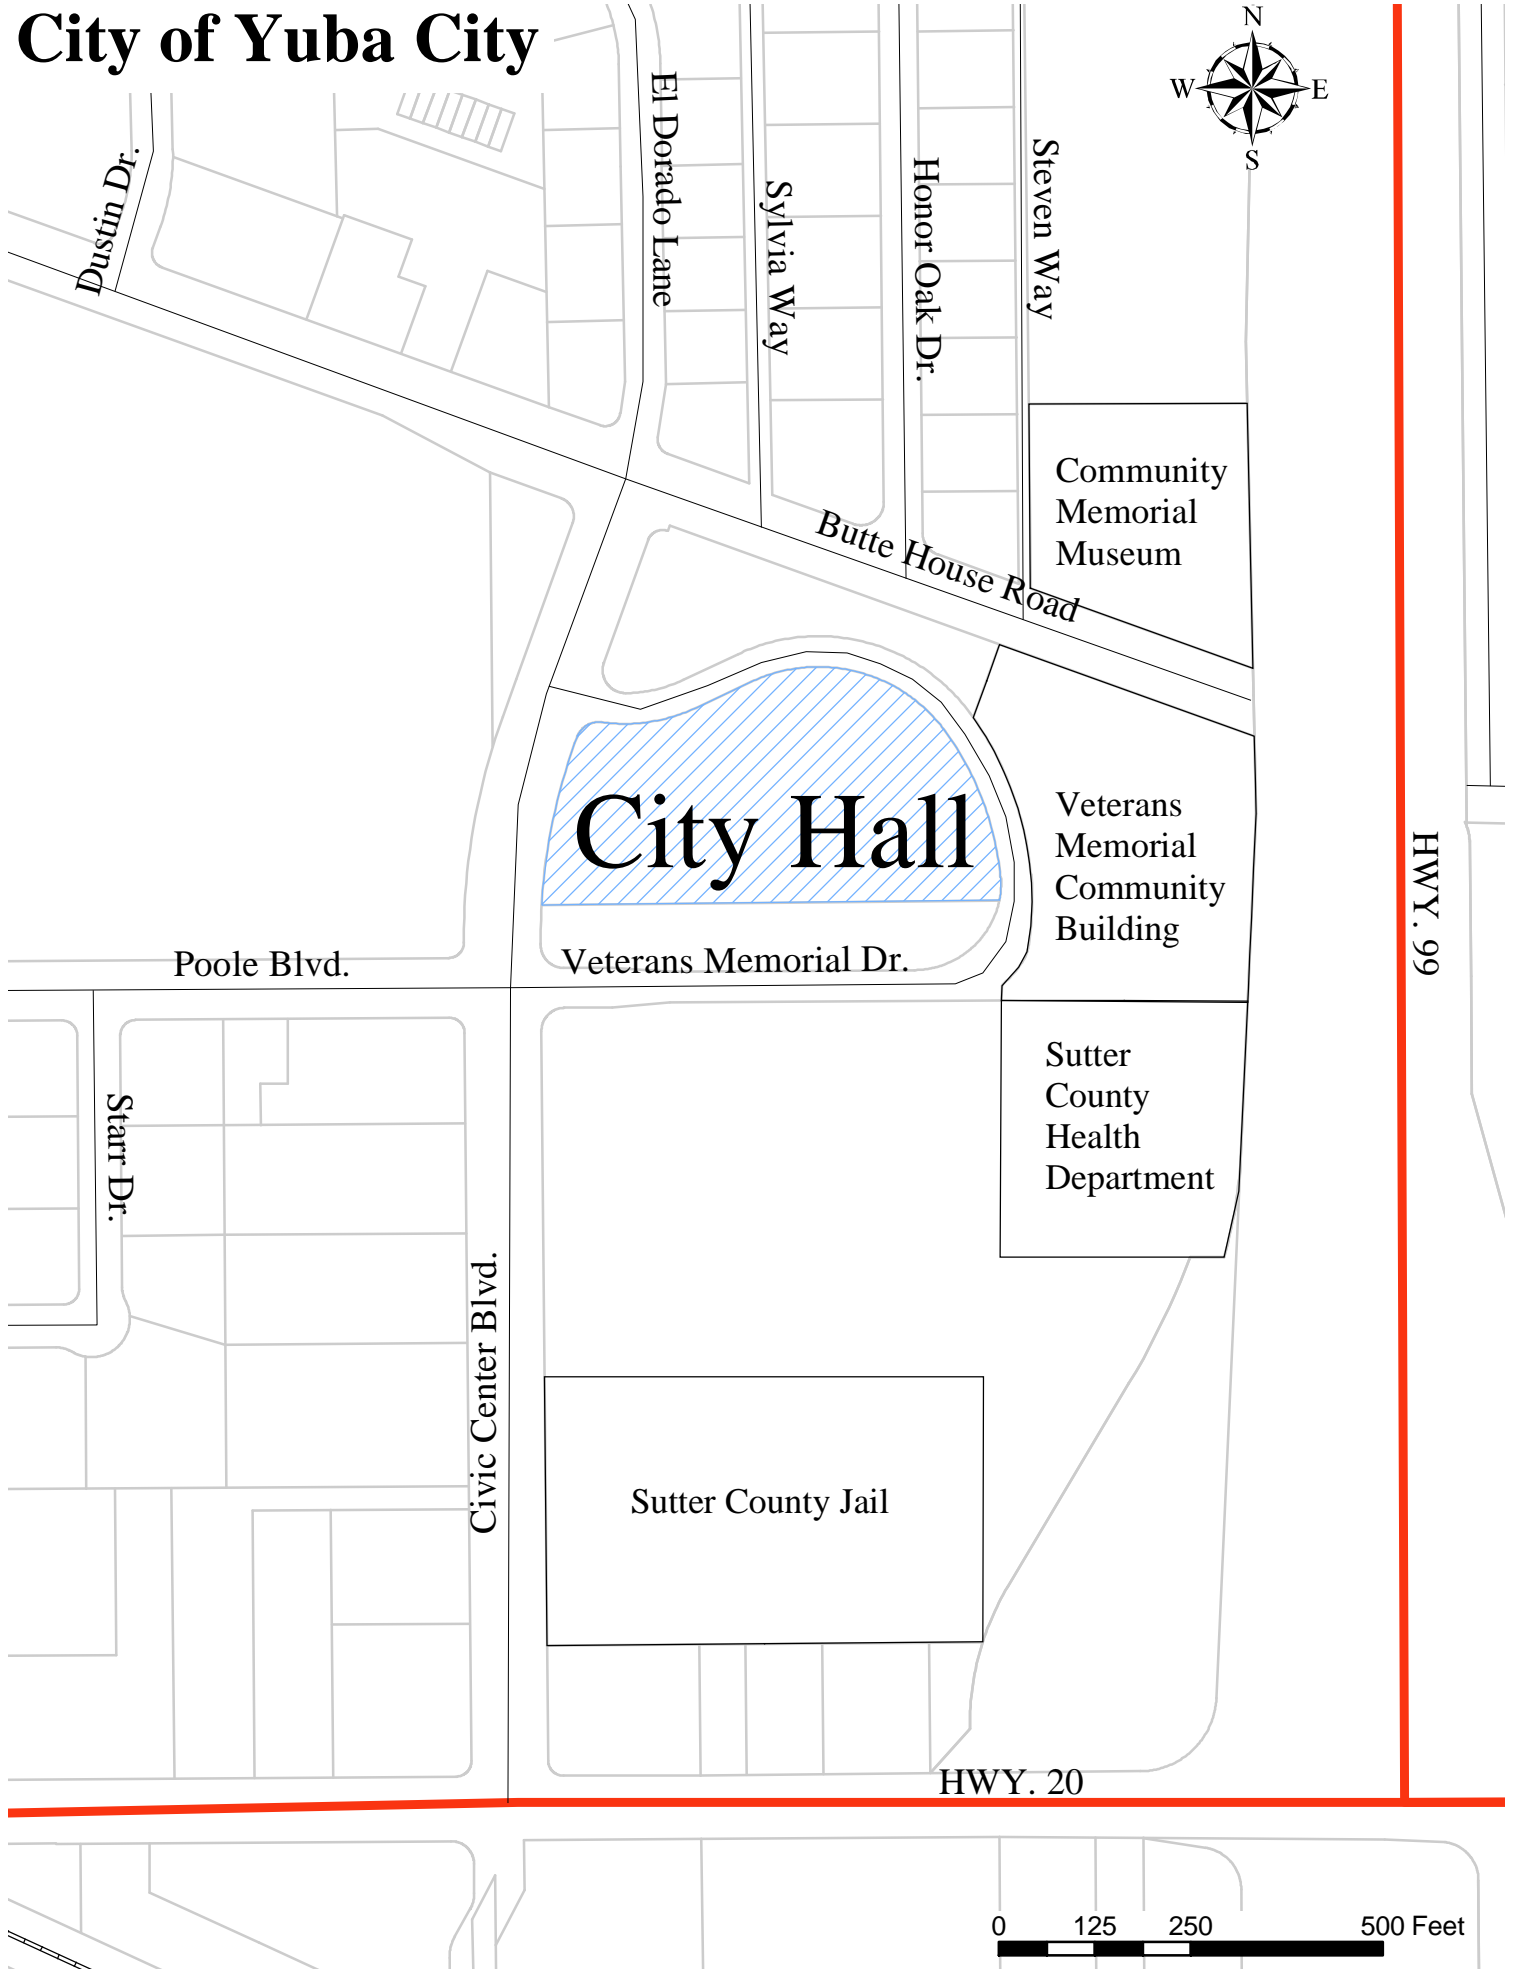 City of Yuba City
N
W
E
S
Dustin Dr.
El Dorado Lane
Sylvia Way
Honor Oak Dr.
Steven Way
Community
Memorial
Museum
Butte House Road
City Hall
Veterans
Memorial
Community
Building
HWY. 99
Poole Blvd.
Veterans Memorial Dr.
Sutter
County
Health
Department
Starr Dr.
Civic Center Blvd.
Sutter County Jail
HWY. 20
0 125 250 500 Feet